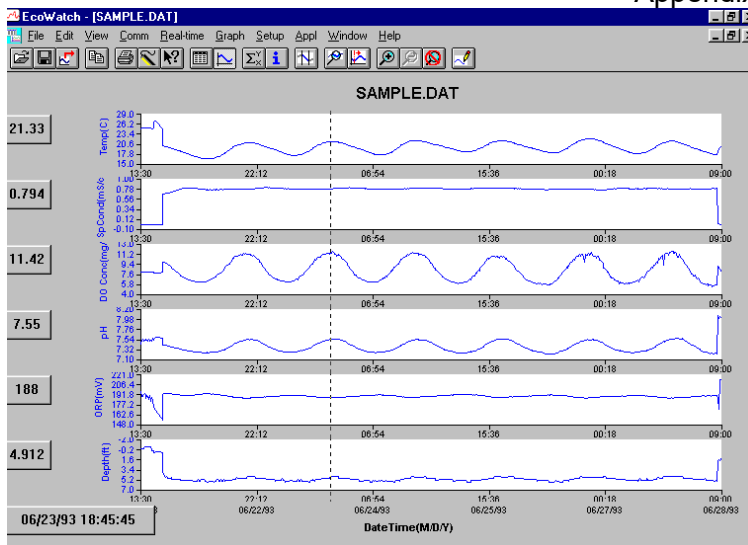 Appendix
EcoWatch - [SAMPLE.DAT]
File Edit View Comm Real-time Graph Setup Appl Window Help
SAMPLE.DAT
21.33
Temp(C)
29.0
26.2
23.4
20.6
17.8
15.0
13:30 22:12 06:54 15:36 00:18 09:00
0.794
SpCond(mS/c
1.00
0.78
0.56
0.34
0.12
-0.10
13:30 22:12 06:54 15:36 00:18 09:00
11.42
DO Conc(mg/
13.0
11.2
9.4
7.6
5.8
4.0
13:30 22:12 06:54 15:36 00:18 09:00
7.55
pH
8.20
7.98
7.76
7.54
7.32
7.10
13:30 22:12 06:54 15:36 00:18 09:00
188
ORP(mV)
221.0
206.4
191.8
177.2
162.6
148.0
13:30 22:12 06:54 15:36 00:18 09:00
4.912
Depth(ft)
-2.0
-0.2
1.6
3.4
5.2
7.0
13:30 22:12 06:54 15:36 00:18 09:00
06/23/93 18:45:45
06/22/93 06/24/93 06/25/93 06/27/93 06/28/93
DateTime(M/D/Y)